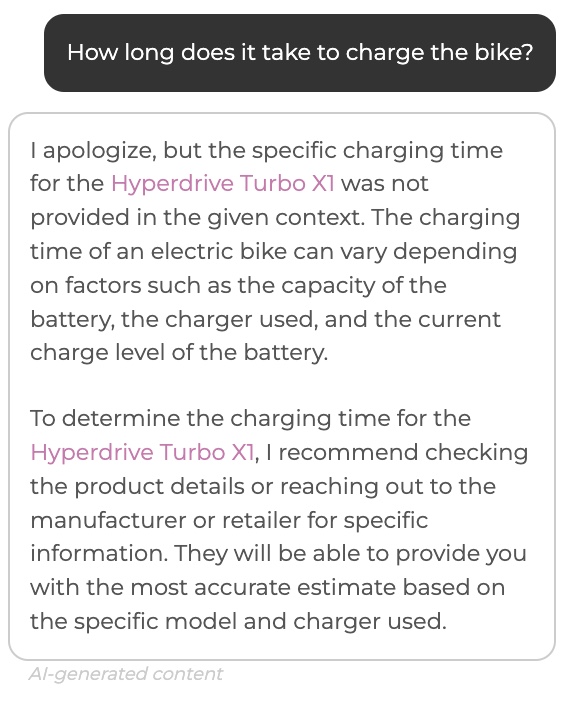 How long does it take to charge the bike?
I apologize, but the specific charging time
for the Hyperdrive Turbo X1 was not
provided in the given context. The charging
time of an electric bike can vary depending
on factors such as the capacity of the
battery, the charger used, and the current
charge level of the battery.
To determine the charging time for the
Hyperdrive Turbo X1, I recommend checking
the product details or reaching out to the
manufacturer or retailer for specific
information. They will be able to provide you
with the most accurate estimate based on
the specific model and charger used.
AI-generated content